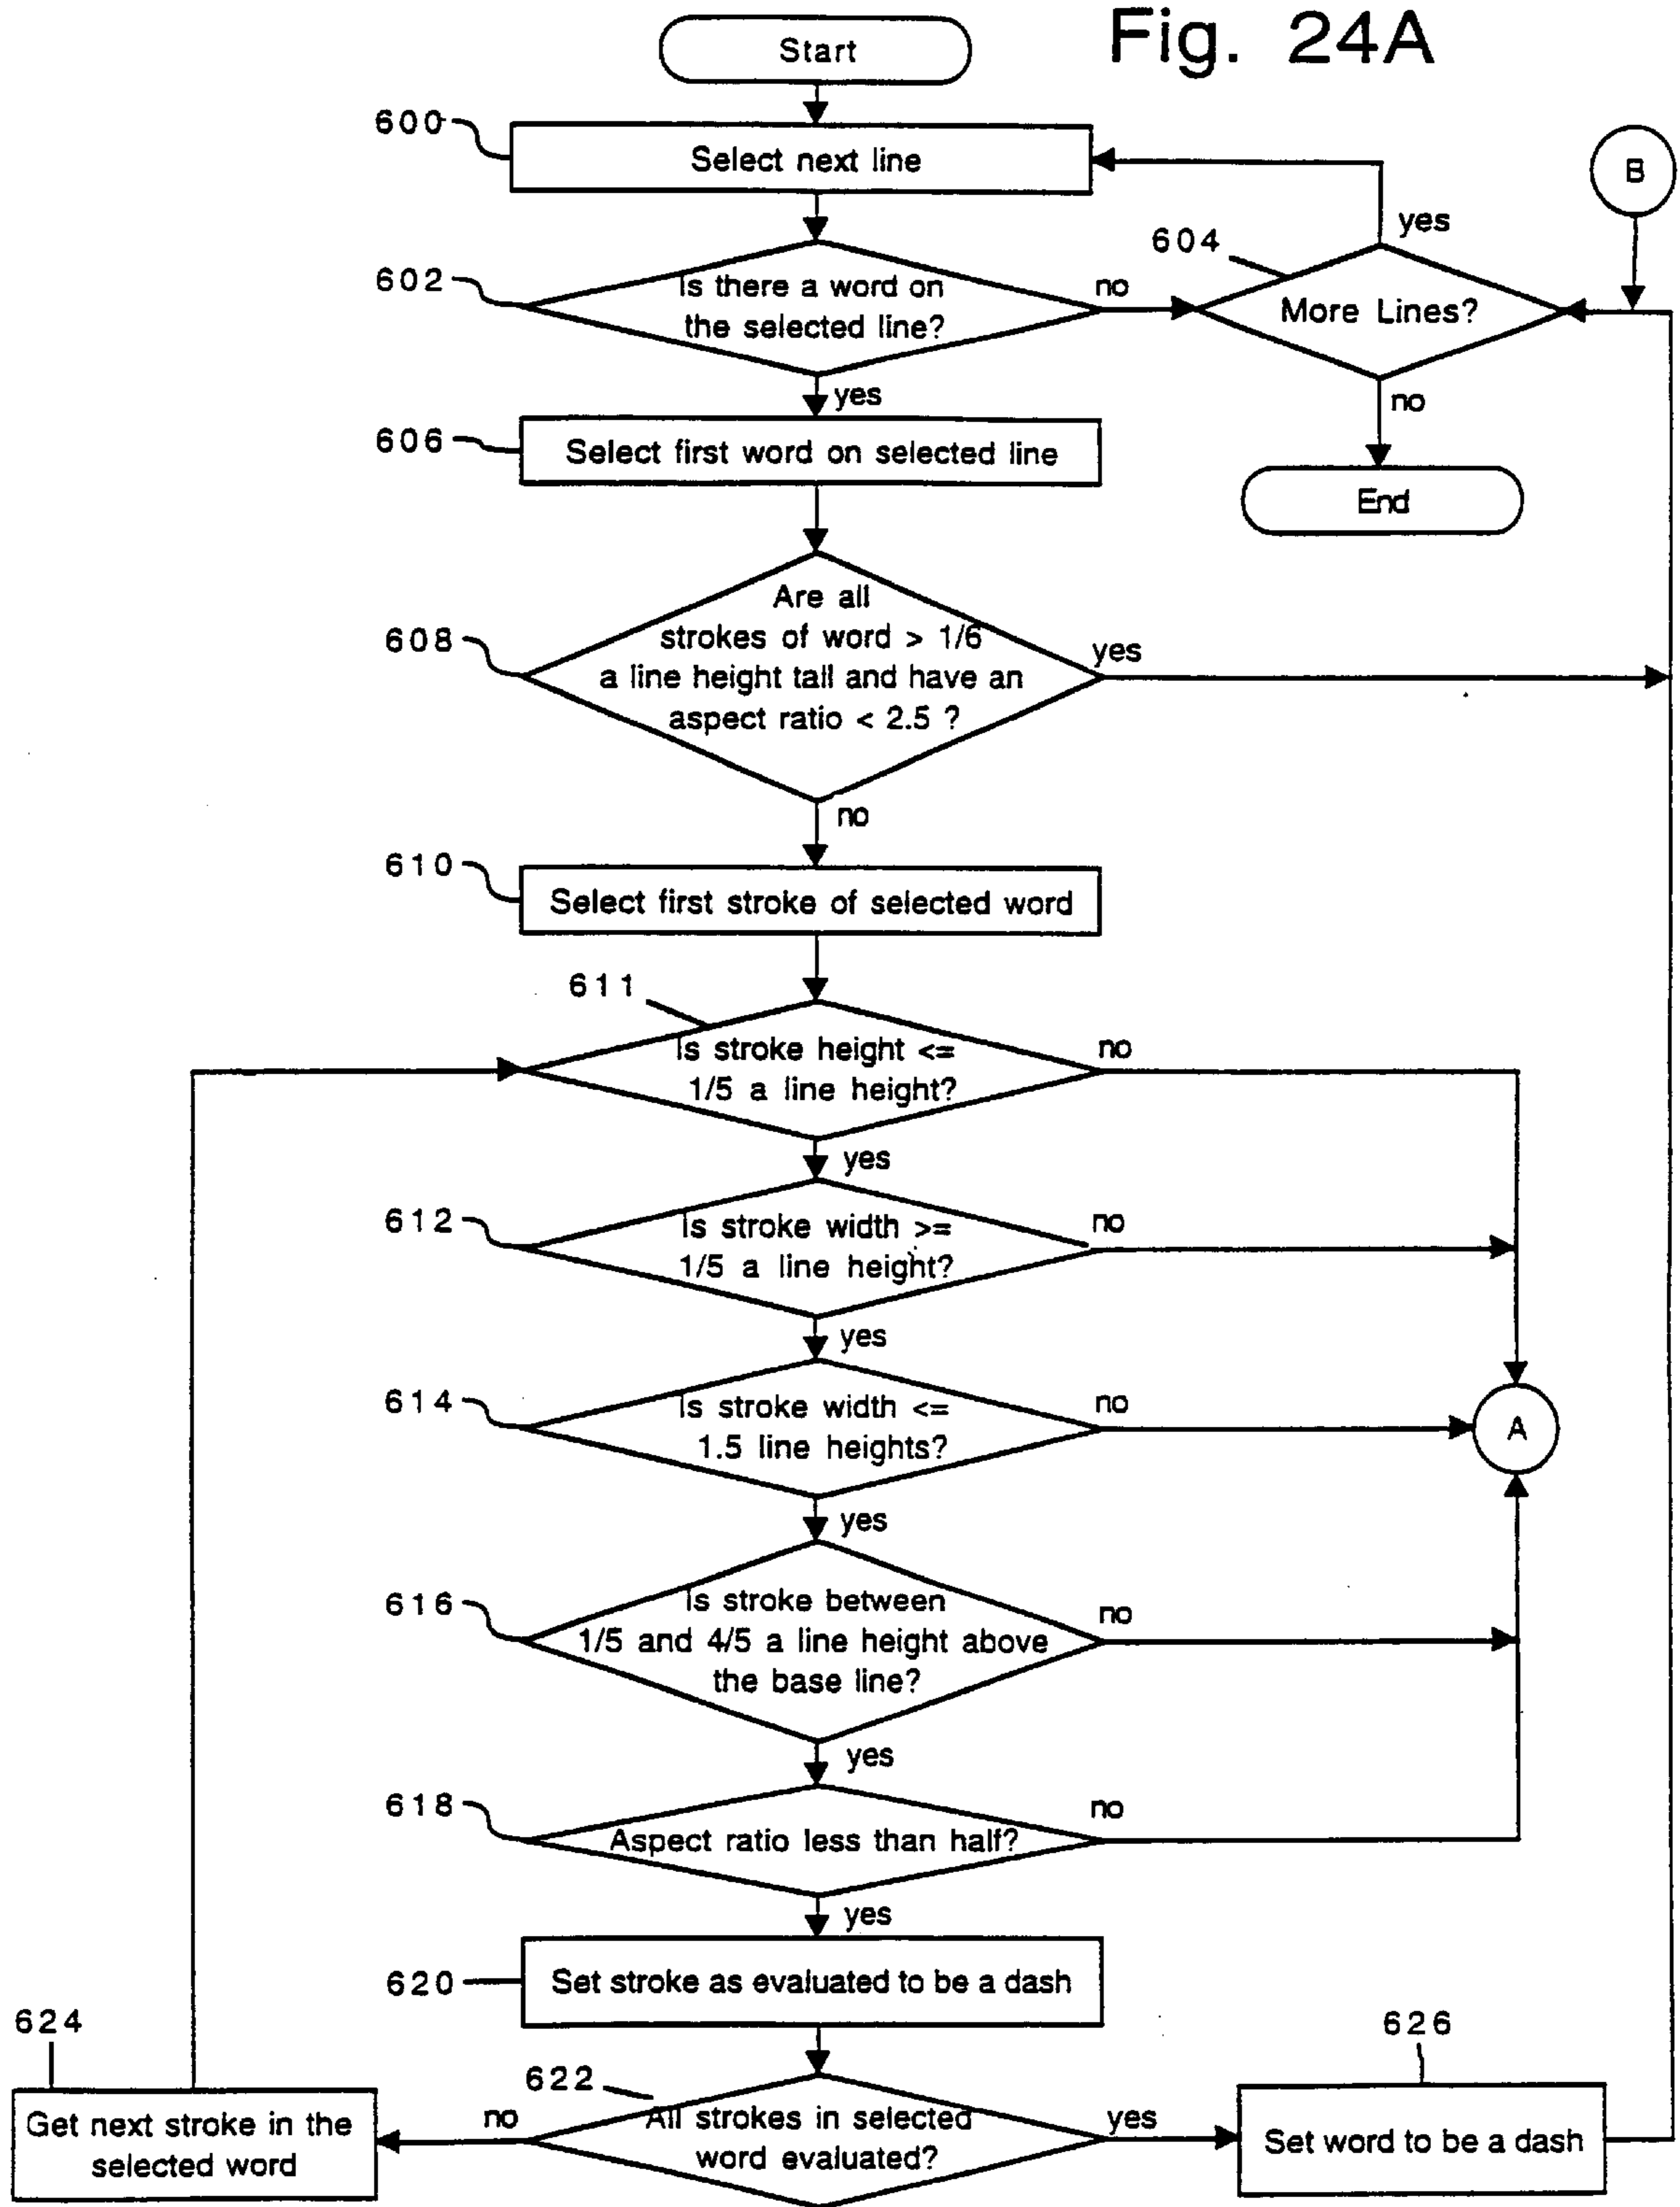 Fig. 24A
Start
600
Select next line
B
yes
604
602
Is there a word on
the selected line?
no
More Lines?
yes
no
606
Select first word on selected line
End
608
Are all
strokes of word > 1/6
a line height tall and have an
aspect ratio < 2.5 ?
yes
no
610
Select first stroke of selected word
611
Is stroke height <=
1/5 a line height?
no
yes
612
Is stroke width >=
1/5 a line height?
no
yes
614
Is stroke width <=
1.5 line heights?
no
A
yes
616
Is stroke between
1/5 and 4/5 a line height above
the base line?
no
yes
618
Aspect ratio less than half?
no
yes
620
Set stroke as evaluated to be a dash
624
622
626
Get next stroke in the
selected word
no
All strokes in selected
word evaluated?
yes
Set word to be a dash